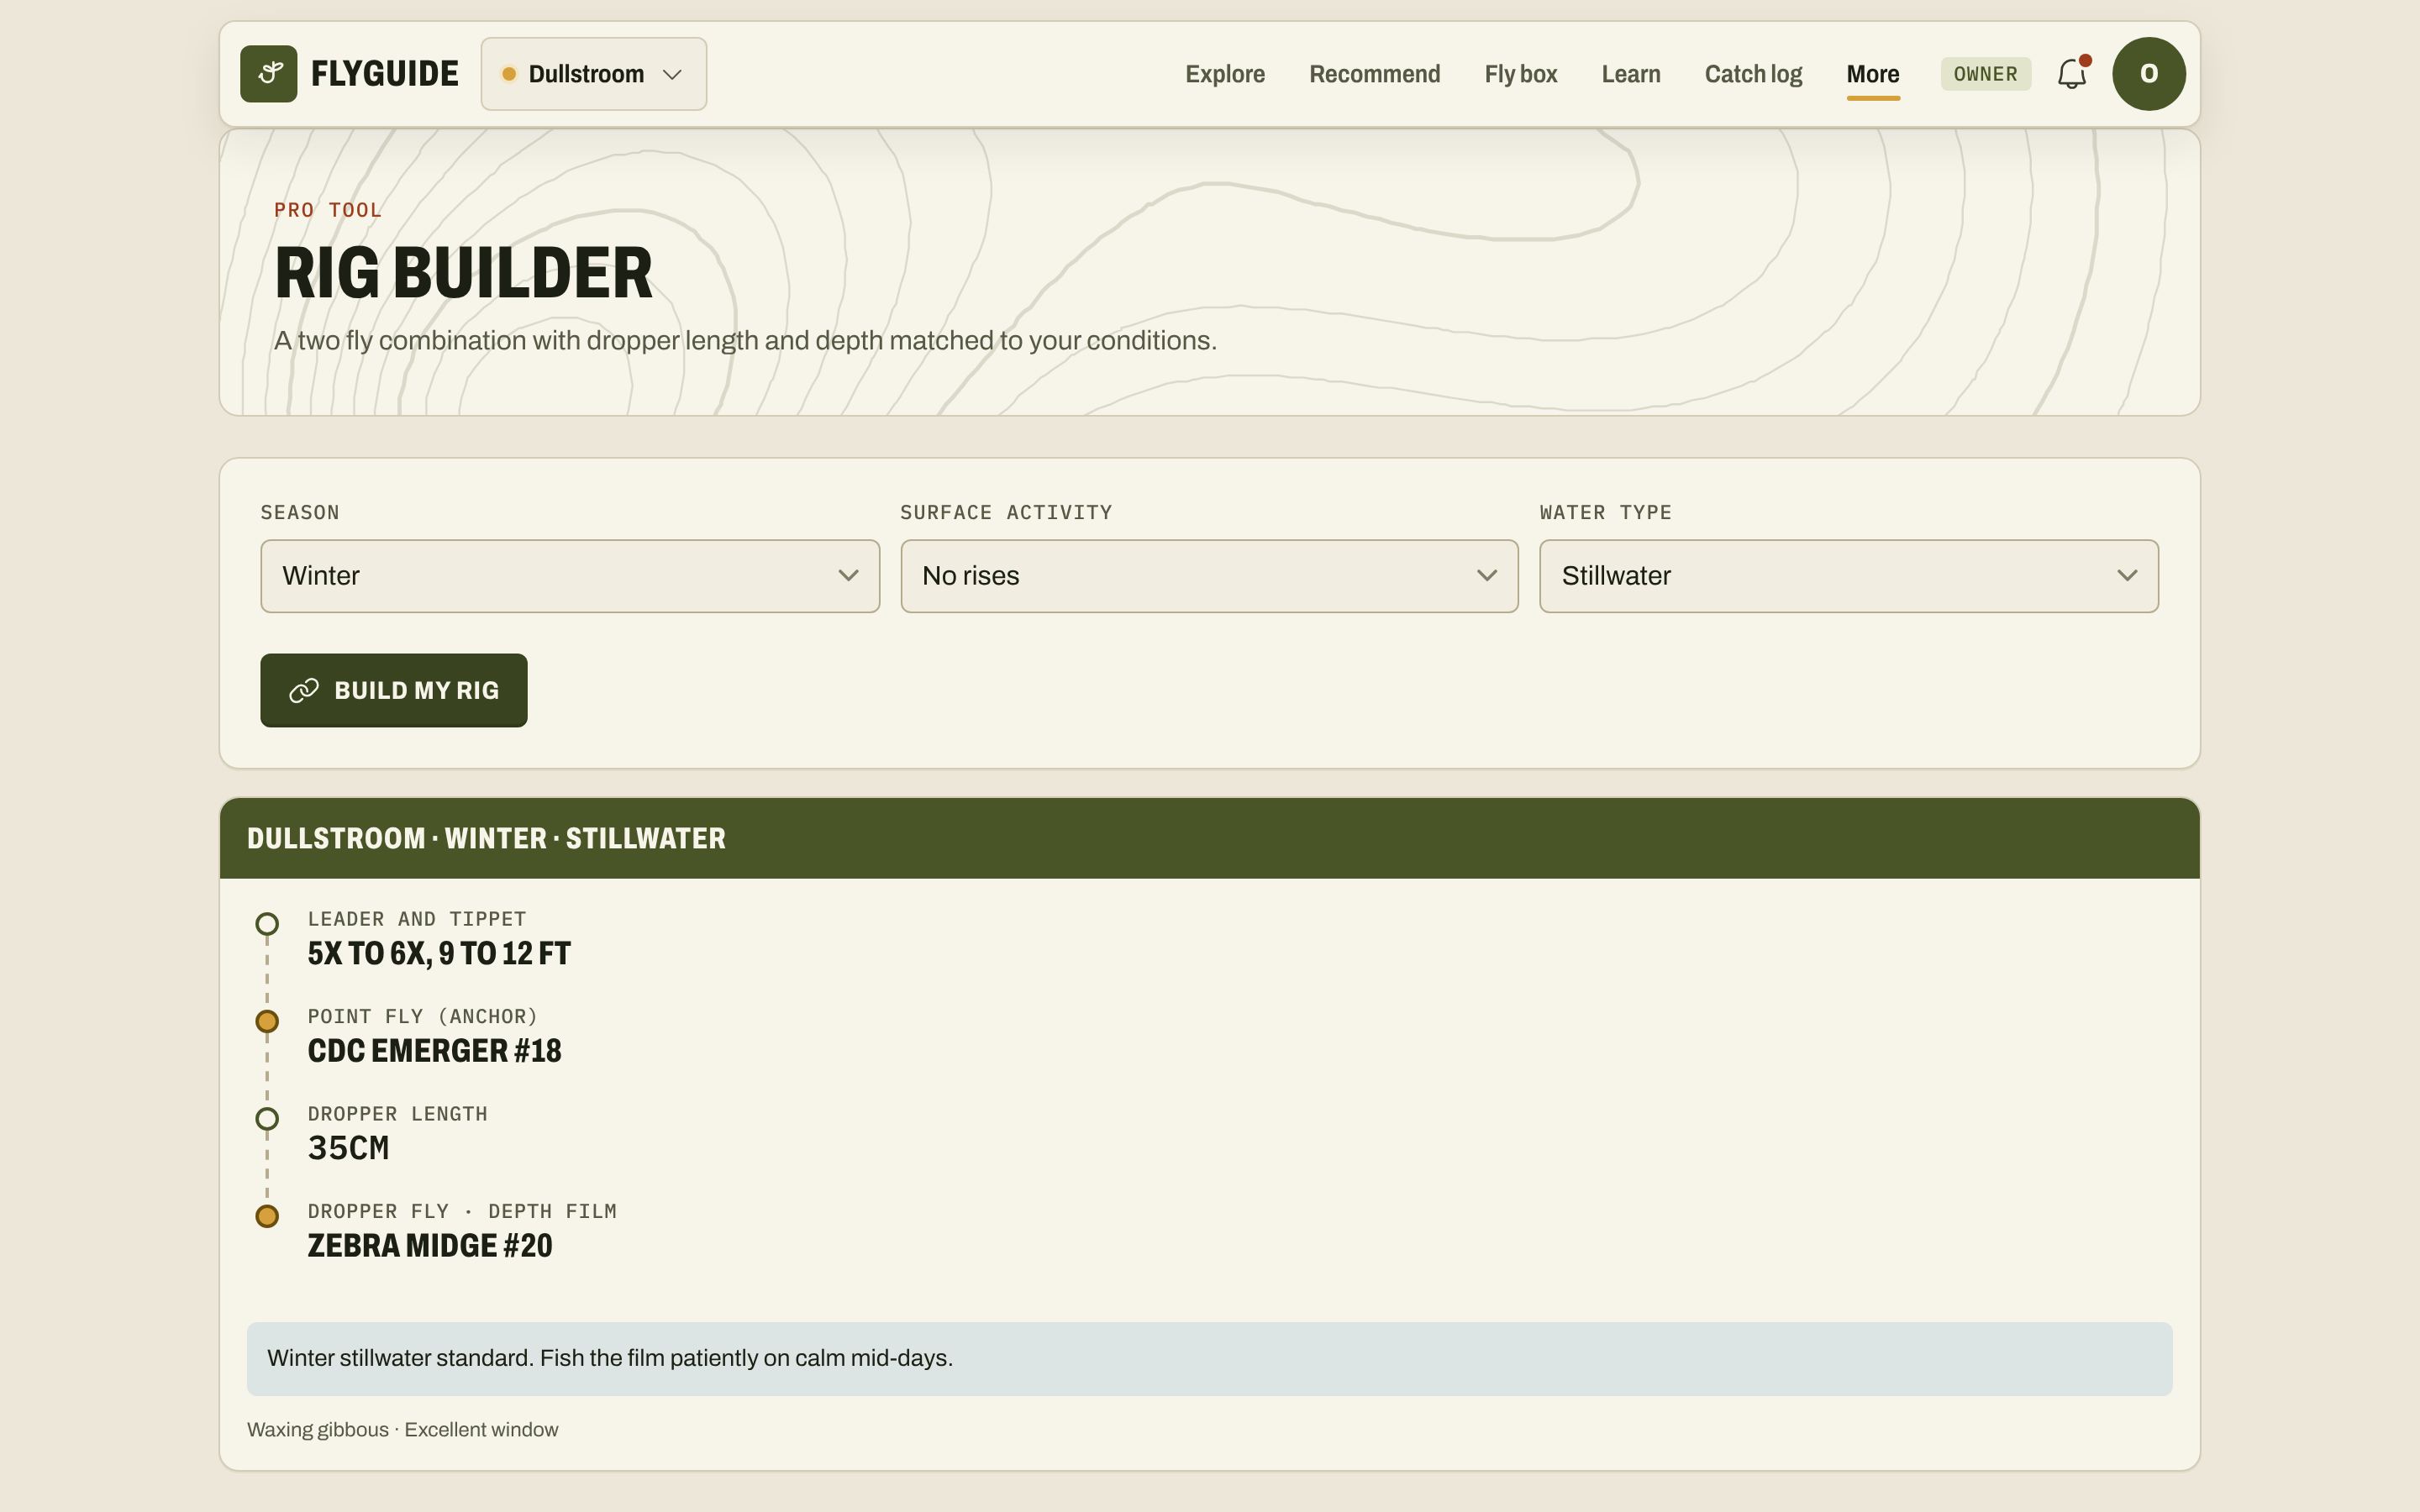 FLYGUIDE
Dullstroom
Explore
Recommend
Fly box
Learn
Catch log
More
OWNER
O
PRO TOOL
RIG BUILDER
A two fly combination with dropper length and depth matched to your conditions.
SEASON
SURFACE ACTIVITY
WATER TYPE
Winter
No rises
Stillwater
BUILD MY RIG
DULLSTROOM · WINTER · STILLWATER
LEADER AND TIPPET
5X TO 6X, 9 TO 12 FT
POINT FLY (ANCHOR)
CDC EMERGER #18
DROPPER LENGTH
35CM
DROPPER FLY · DEPTH FILM
ZEBRA MIDGE #20
Winter stillwater standard. Fish the film patiently on calm mid-days.
Waxing gibbous · Excellent window